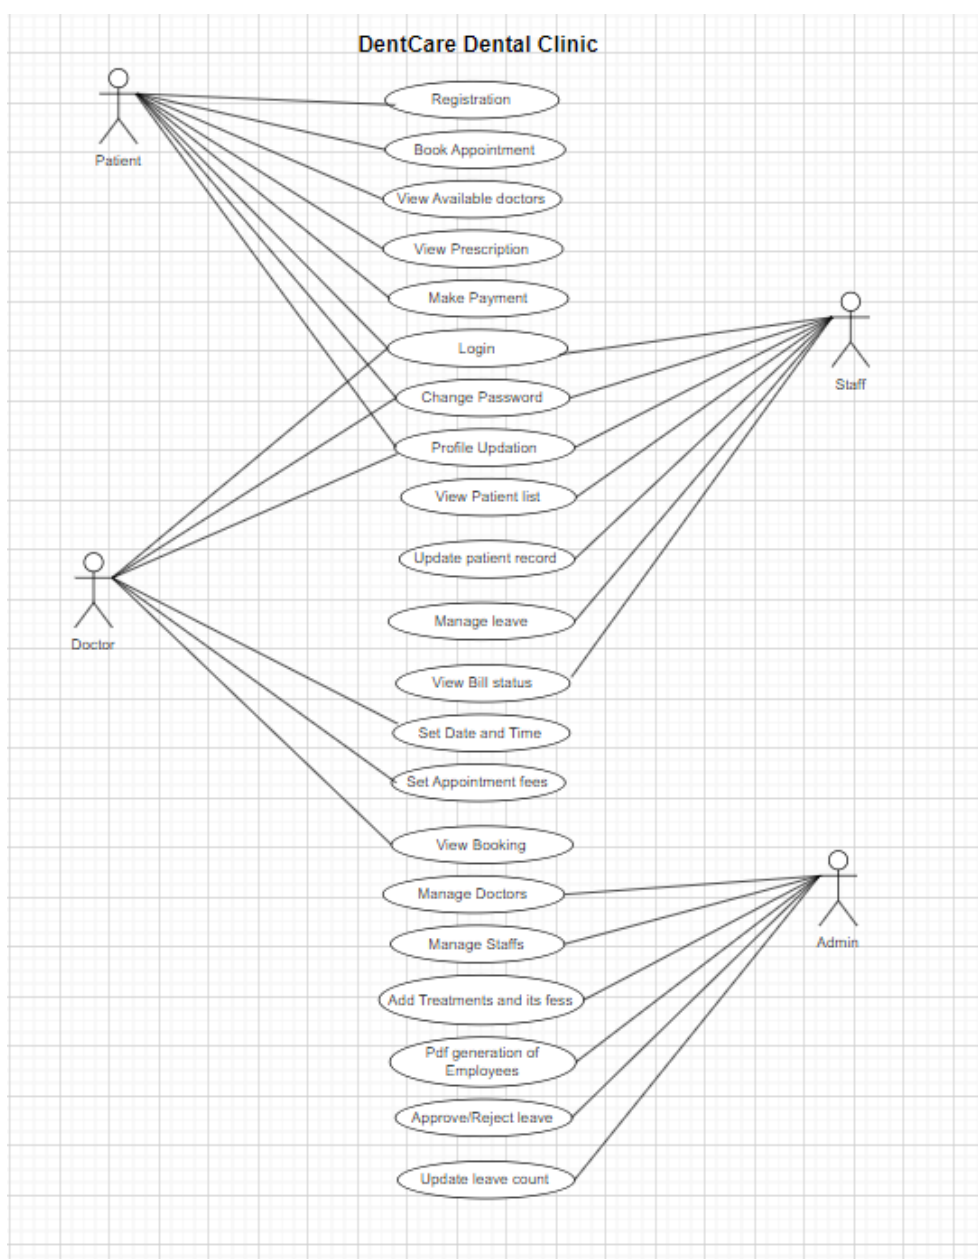 DentCare Dental Clinic
Registration
Patient
Book Appointment
View Available doctors
View Prescription
Make Payment
Login
Staff
Change Password
Profile Updation
View Patient list
Update patient record
Manage leave
Doctor
View Bill status
Set Date and Time
Set Appointment fees
View Booking
Manage Doctors
Manage Staffs
Admin
Add Treatments and its fess
Pdf generation of
Employees
Approve/Reject leave
Update leave count